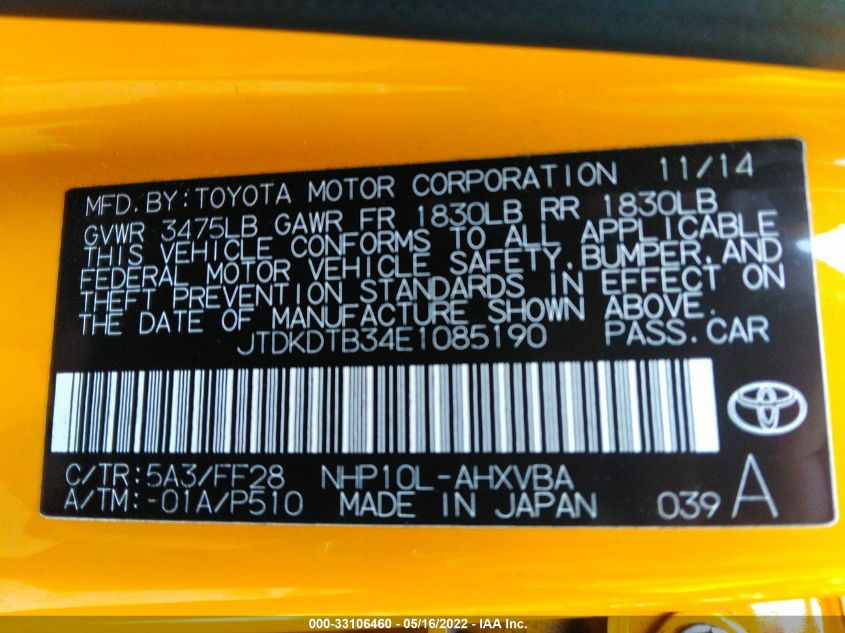 MFD. BY: TOYOTA MOTOR CORPORATION 11/14
GVWR 3475LB GAWR FR 1830LB RR 1830LB
THIS VEHICLE CONFORMS TO ALL APPLICABLE
FEDERAL MOTOR VEHICLE SAFETY, BUMPER, AND
THEFT PREVENTION STANDARDS IN EFFECT ON
THE DATE OF MANUFACTURE SHOWN ABOVE.
JTDKDTB34E1085190 PASS. CAR
C/TR: 5A3/FF28 NHP10L-AHXVBA
A/TM: -01A/P510 MADE IN JAPAN 039 A
000-33106460 - 05/16/2022 - IAA Inc.